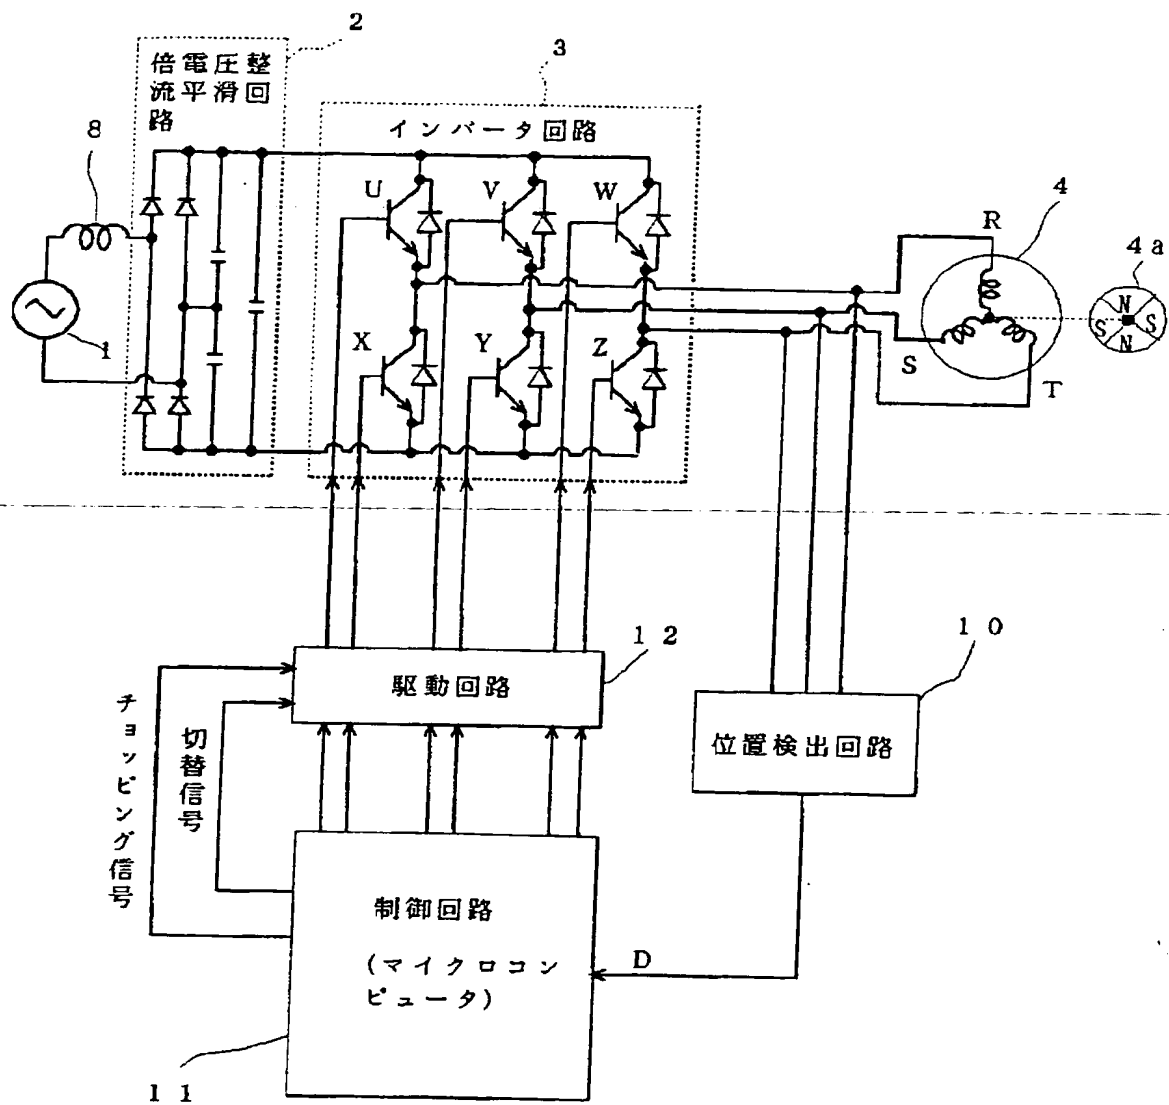 2
3
倍電圧整
流平滑回
路
インバータ回路
8
U
V
W
4
R
4a
N
S
S
N
1
X
Y
Z
S
T
12
10
駆動回路
位置検出回路
チョッピング信号
切替信号
制御回路
(マイクロコン
ピュータ)
D
11